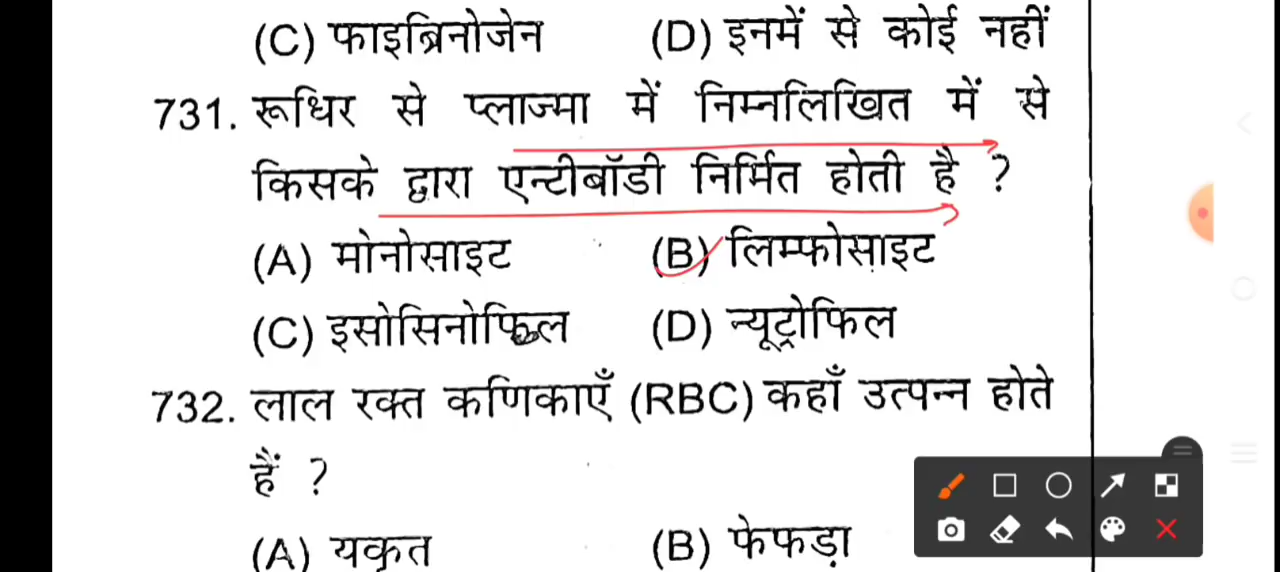 (C) फाइब्रिनोजेन (D) इनमें से कोई नहीं
731. रूधिर से प्लाज्मा में निम्नलिखित में से
किसके द्वारा एन्टीबॉडी निर्मित होती है ?
(A) मोनोसाइट (B) लिम्फोसाइट
(C) इसोसिनोफिल (D) न्यूट्रोफिल
732. लाल रक्त कणिकाएँ (RBC) कहाँ उत्पन्न होते
हैं ?
(A) यकृत (B) फेफड़ा